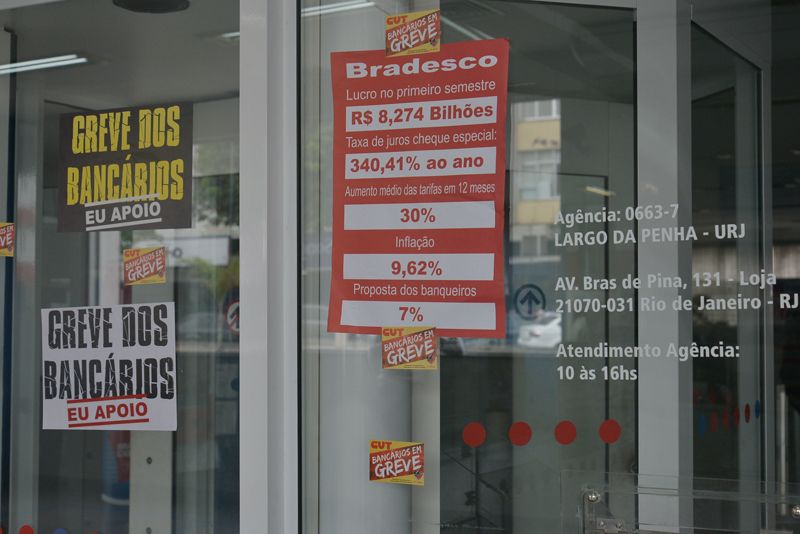 CUT
BANCÁRIOS EM
GREVE
Bradesco
Lucro no primeiro semestre
R$ 8,274 Bilhões
Taxa de juros cheque especial:
340,41% ao ano
Aumento médio das tarifas em 12 meses
30%
Inflação
9,62%
Proposta dos banqueiros
7%
CUT
BANCÁRIOS EM
GREVE
CUT
BANCÁRIOS EM
GREVE
GREVE DOS
BANCÁRIOS
EU APOIO
BANCÁRIOS EM
GREVE
GREVE DOS
BANCÁRIOS
EU APOIO
Agência: 0663-7
LARGO DA PENHA - URJ
AV. Bras de Pina, 131 - Loja
21070-031 Rio de Janeiro - RJ
Atendimento Agência:
10 às 16hs